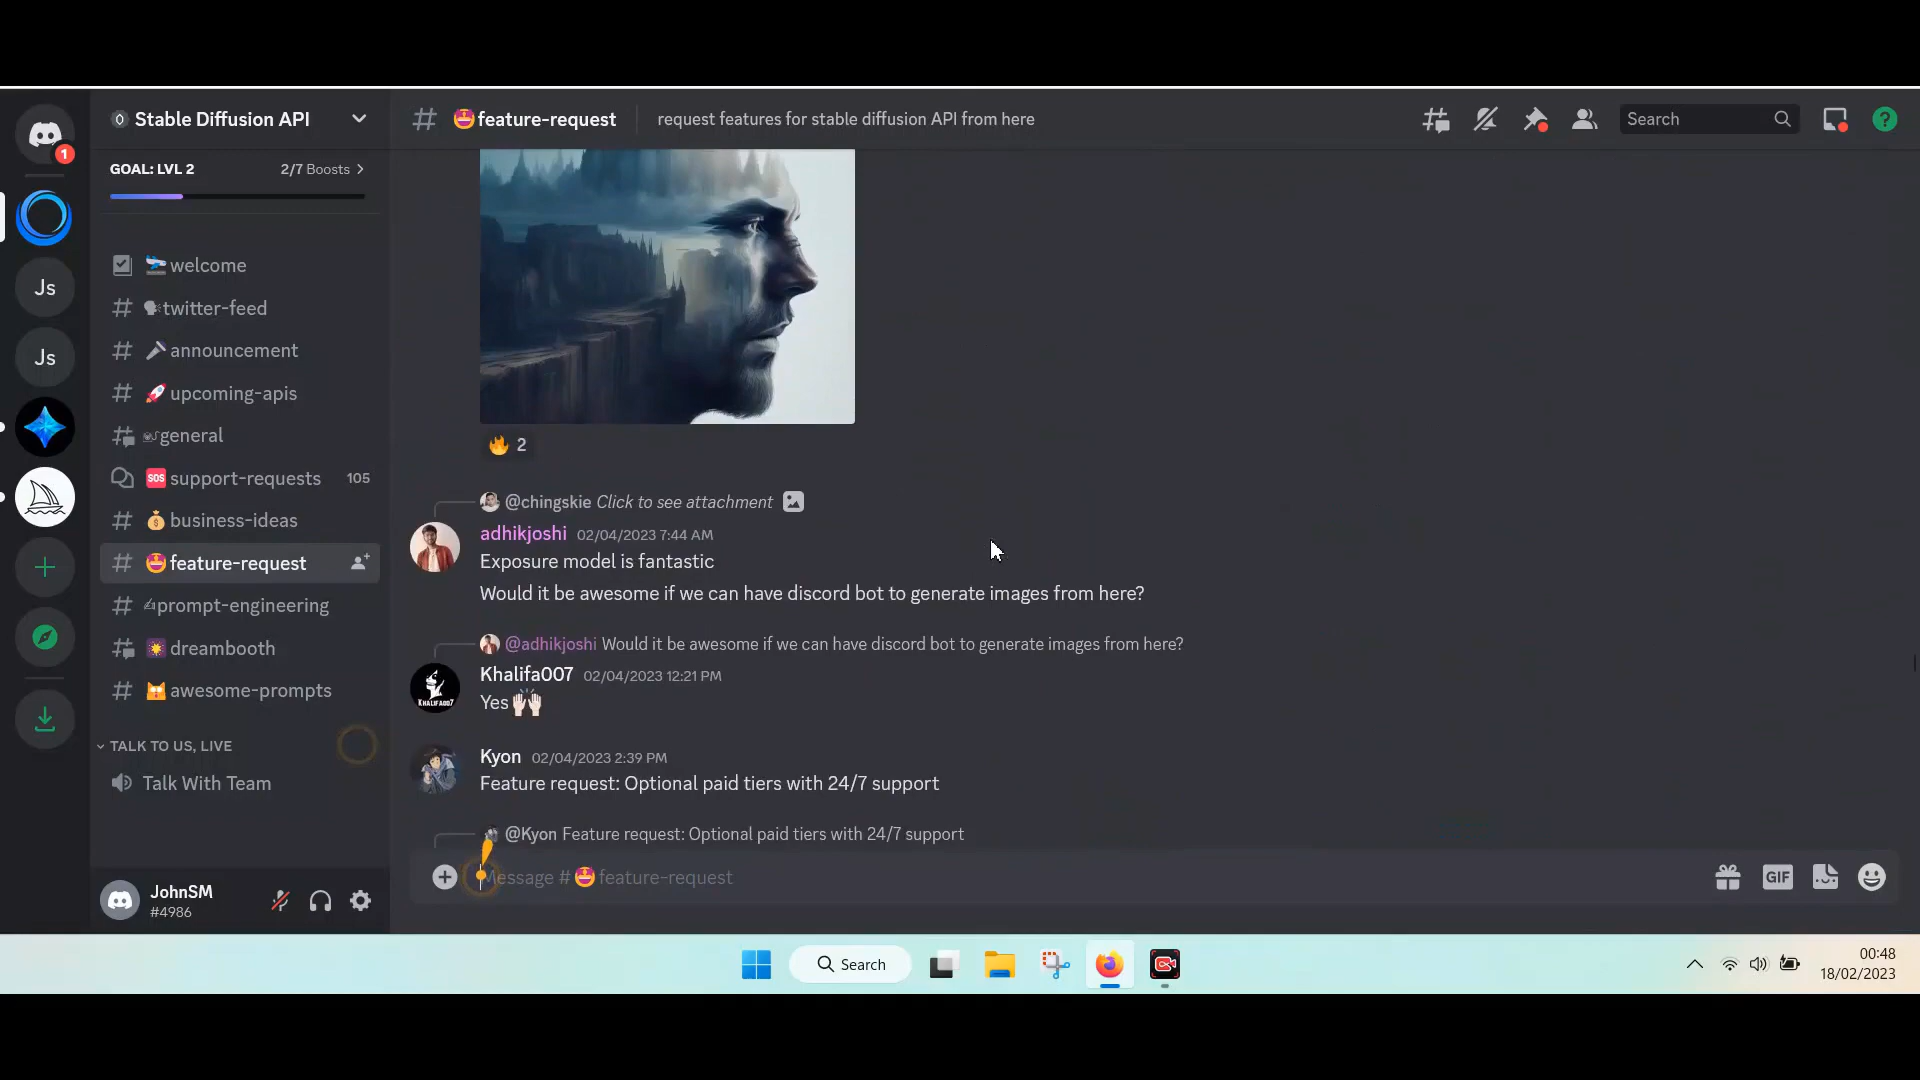 Stable Diffusion API
feature-request
request features for stable diffusion API from here
Search
1
GOAL: LVL 2
2/7 Boosts
welcome
twitter-feed
announcement
upcoming-apis
general
support-requests
105
business-ideas
feature-request
prompt-engineering
dreambooth
awesome-prompts
TALK TO US, LIVE
Talk With Team
JohnSM
#4986
Js
Js
2
@chingskie Click to see attachment
adhikjoshi 02/04/2023 7:44 AM
Exposure model is fantastic
Would it be awesome if we can have discord bot to generate images from here?
@adhikjoshi Would it be awesome if we can have discord bot to generate images from here?
Khalifa007 02/04/2023 12:21 PM
KHALIFA007
Yes
Kyon 02/04/2023 2:39 PM
Feature request: Optional paid tiers with 24/7 support
@Kyon Feature request: Optional paid tiers with 24/7 support
Message # feature-request
GIF
Search
00:48
18/02/2023